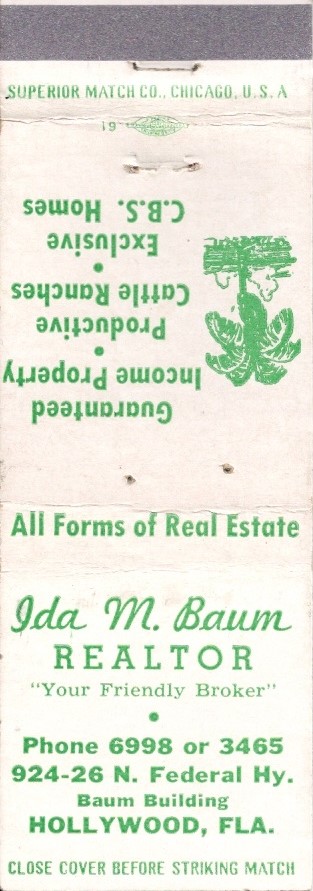 SUPERIOR MATCH CO., CHICAGO, U.S.A
19
Guaranteed
Income Property
•
Productive
Cattle Ranches
•
Exclusive
C.B.S. Homes
All Forms of Real Estate
Ida M. Baum
REALTOR
"Your Friendly Broker"
•
Phone 6998 or 3465
924-26 N. Federal Hy.
Baum Building
HOLLYWOOD, FLA.
CLOSE COVER BEFORE STRIKING MATCH